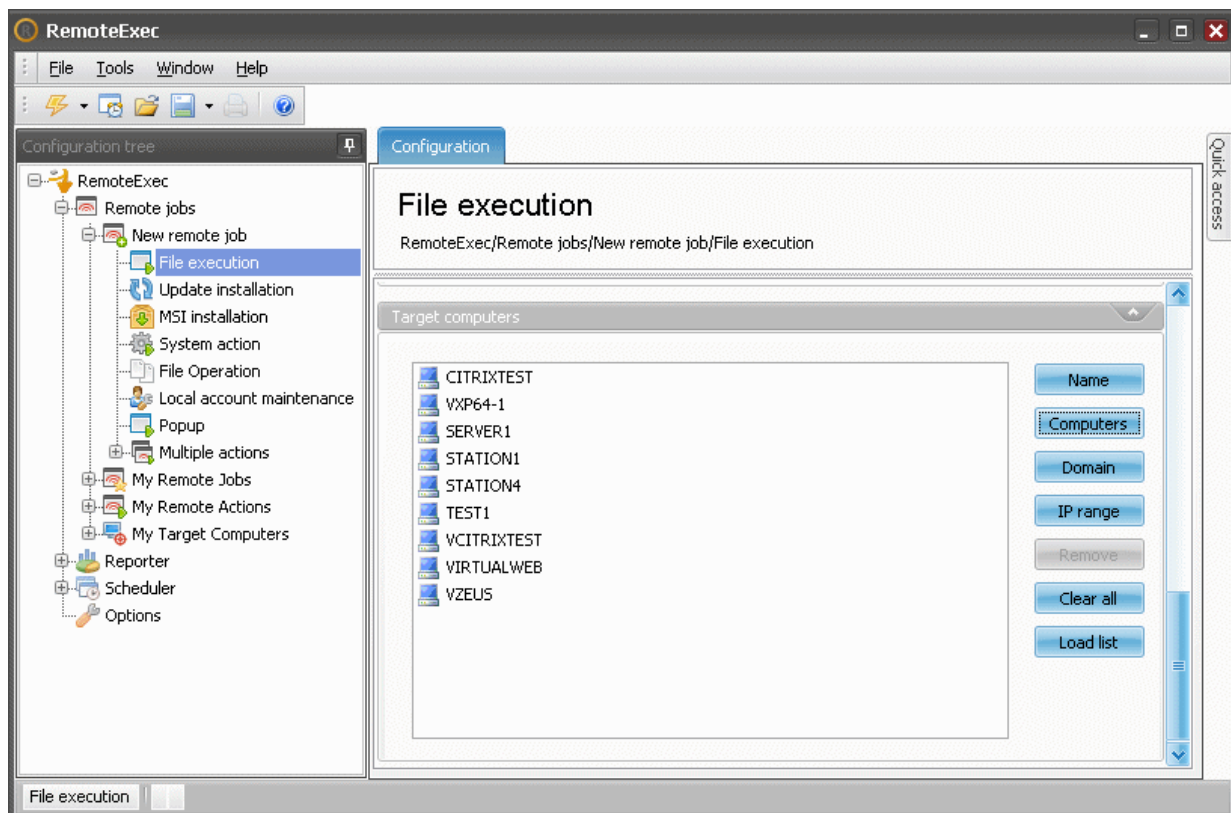 RemoteExec
File Tools Window Help
Configuration tree
RemoteExec
Remote jobs
New remote job
File execution
Update installation
MSI installation
System action
File Operation
Local account maintenance
Popup
Multiple actions
My Remote Jobs
My Remote Actions
My Target Computers
Reporter
Scheduler
Options
Configuration
File execution
RemoteExec/Remote jobs/New remote job/File execution
Target computers
CITRIXTEST
VXP64-1
SERVER1
STATION1
STATION4
TEST1
VCITRIXTEST
VIRTUALWEB
VZEUS
Name
Computers
Domain
IP range
Remove
Clear all
Load list
Quick access
File execution